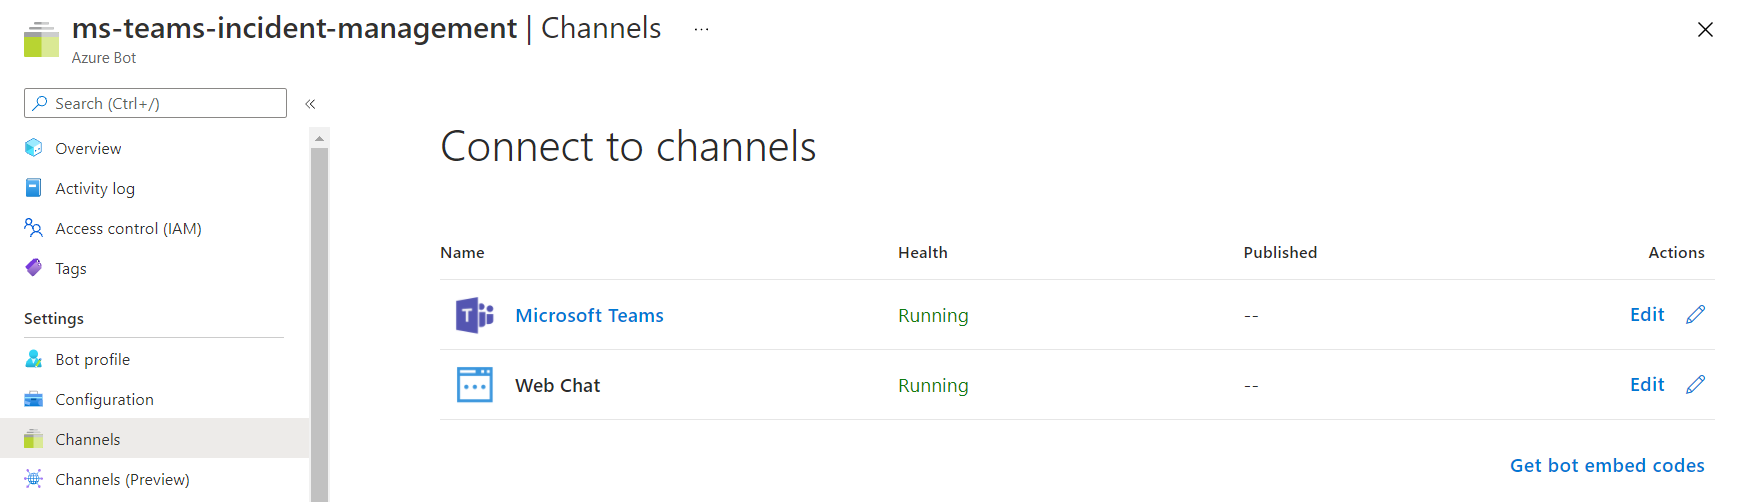 ms-teams-incident-management | Channels ...
Azure Bot
Search (Ctrl+/)
Overview
Activity log
Access control (IAM)
Tags
Settings
Bot profile
Configuration
Channels
Channels (Preview)
Connect to channels
Name Health Published Actions
Microsoft Teams Running -- Edit
Web Chat Running -- Edit
Get bot embed codes